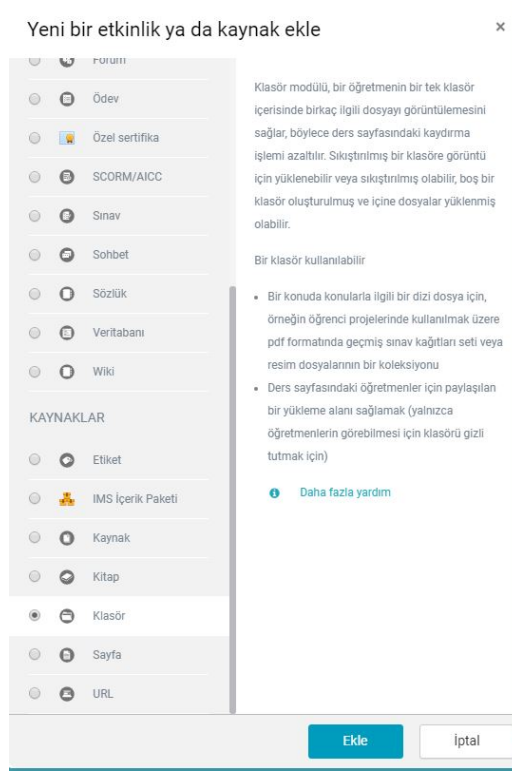 Yeni bir etkinlik ya da kaynak ekle
×
Forum
Ödev
Özel sertifika
SCORM/AICC
Sınav
Sohbet
Sözlük
Veritabanı
Wiki
KAYNAKLAR
Etiket
IMS İçerik Paketi
Kaynak
Kitap
Klasör
Sayfa
URL
Klasör modülü, bir öğretmenin bir tek klasör
içerisinde birkaç ilgili dosyayı görüntülemesini
sağlar, böylece ders sayfasındaki kaydırma
işlemi azaltılır. Sıkıştırılmış bir klasöre görüntü
için yüklenebilir veya sıkıştırılmış olabilir, boş bir
klasör oluşturulmuş ve içine dosyalar yüklenmiş
olabilir.
Bir klasör kullanılabilir
• Bir konuda konularla ilgili bir dizi dosya için,
örneğin öğrenci projelerinde kullanılmak üzere
pdf formatında geçmiş sınav kağıtları seti veya
resim dosyalarının bir koleksiyonu
• Ders sayfasındaki öğretmenler için paylaşılan
bir yükleme alanı sağlamak (yalnızca
öğretmenlerin görebilmesi için klasörü gizli
tutmak için)
Daha fazla yardım
Ekle
İptal